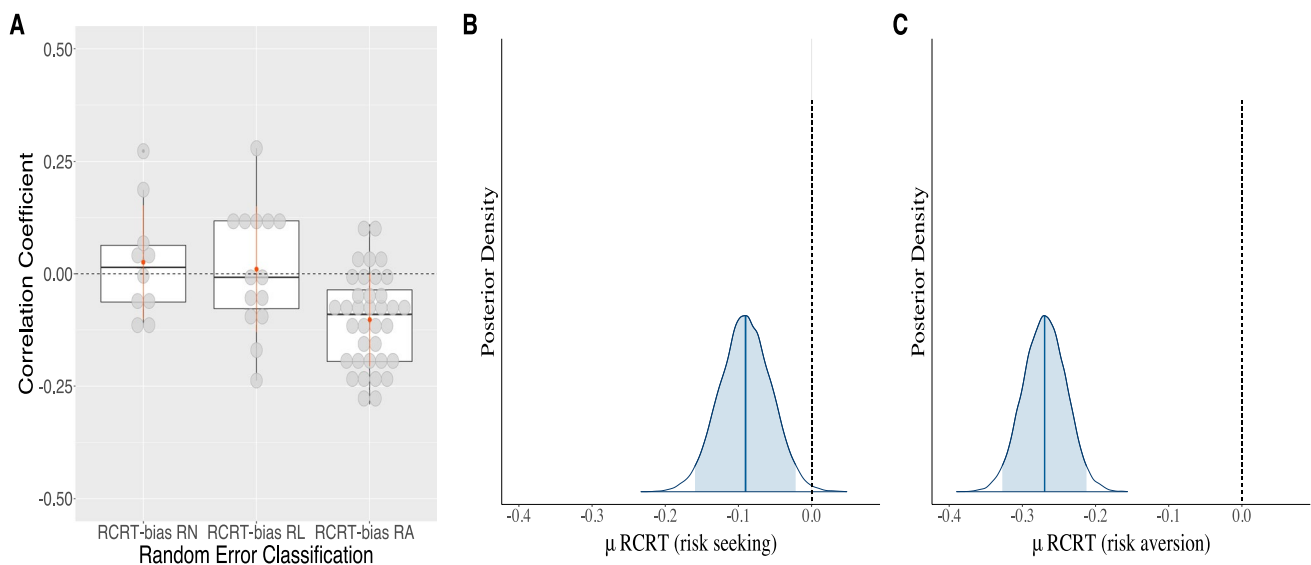 A
Correlation Coefficient
0.50
0.25
0.00
-0.25
-0.50
RCRT-bias RN RCRT-bias RL RCRT-bias RA
Random Error Classification
B
Posterior Density
-0.4 -0.3 -0.2 -0.1 0.0
μ RCRT (risk seeking)
C
Posterior Density
-0.4 -0.3 -0.2 -0.1 0.0
μ RCRT (risk aversion)